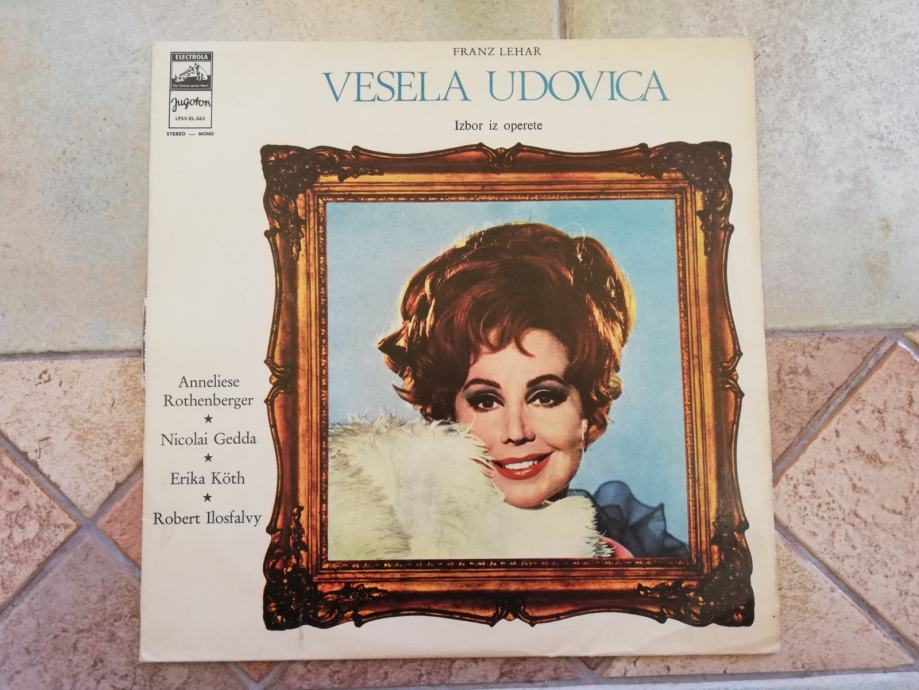 ELECTROLA
Jugoton
LPSV-EL-562
STEREO — MONO
FRANZ LEHAR
VESELA UDOVICA
Izbor iz operete
Anneliese
Rothenberger
★
Nicolai Gedda
★
Erika Köth
★
Robert Ilosfalvy